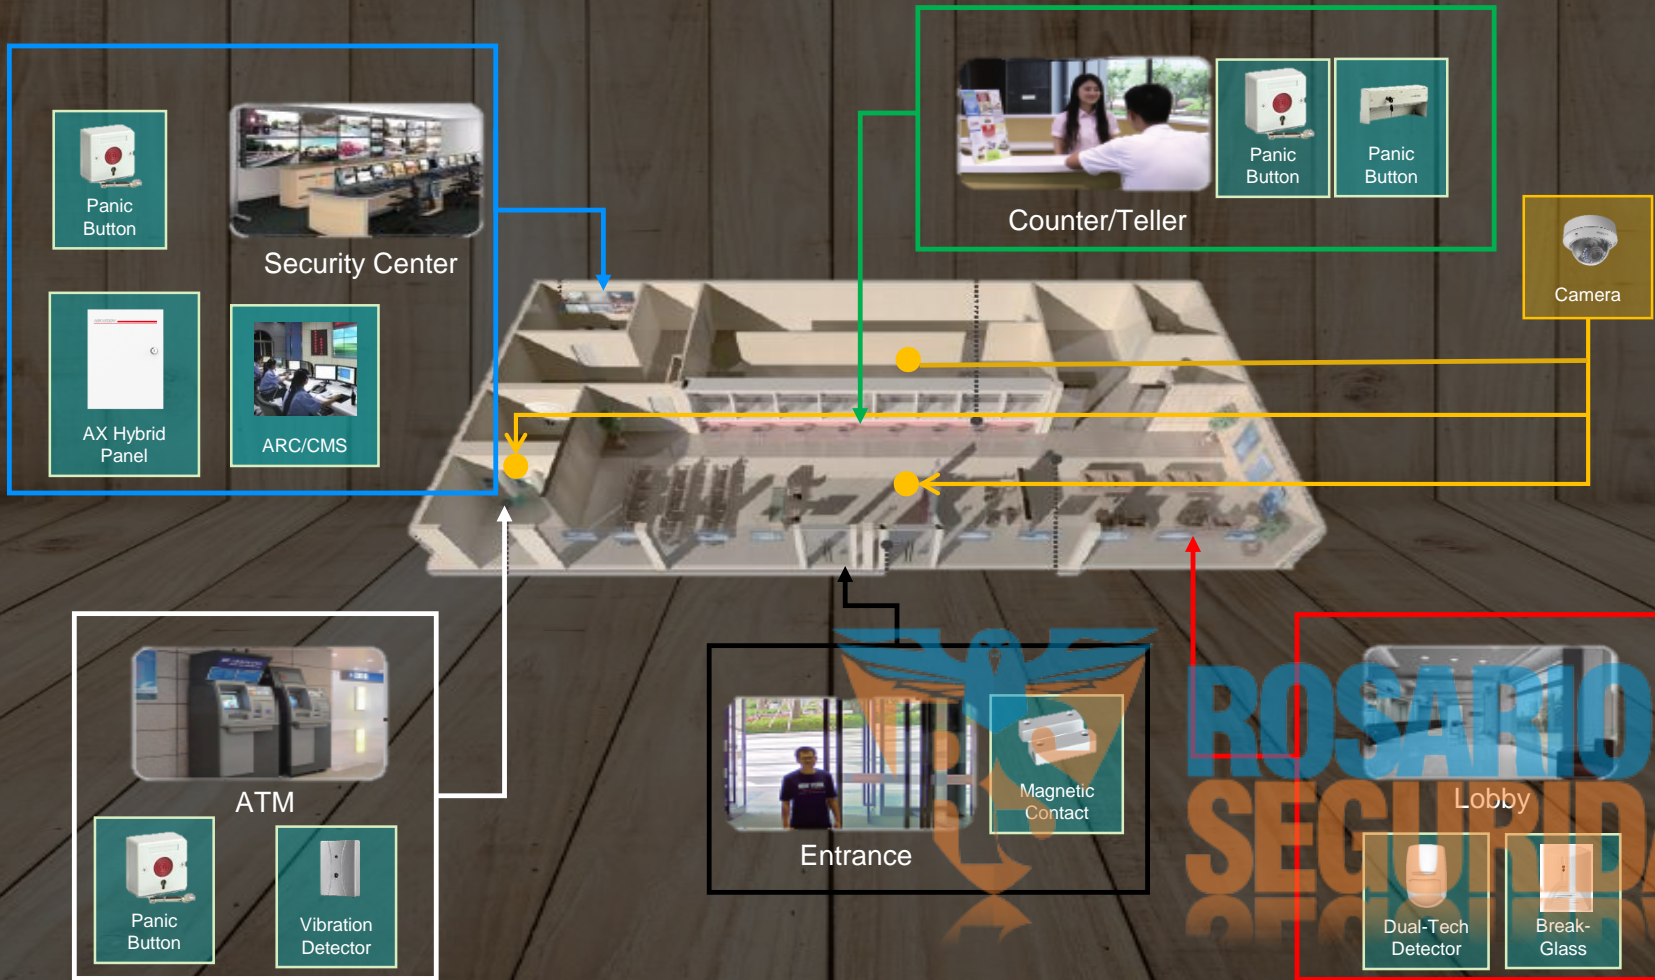 Panic
Button
Security Center
AX Hybrid
Panel
ARC/CMS
Counter/Teller
Panic
Button
Panic
Button
Camera
ATM
Panic
Button
Vibration
Detector
Entrance
Magnetic
Contact
Lobby
Dual-Tech
Detector
Break-
Glass
ROSARIO
SEGURIDA